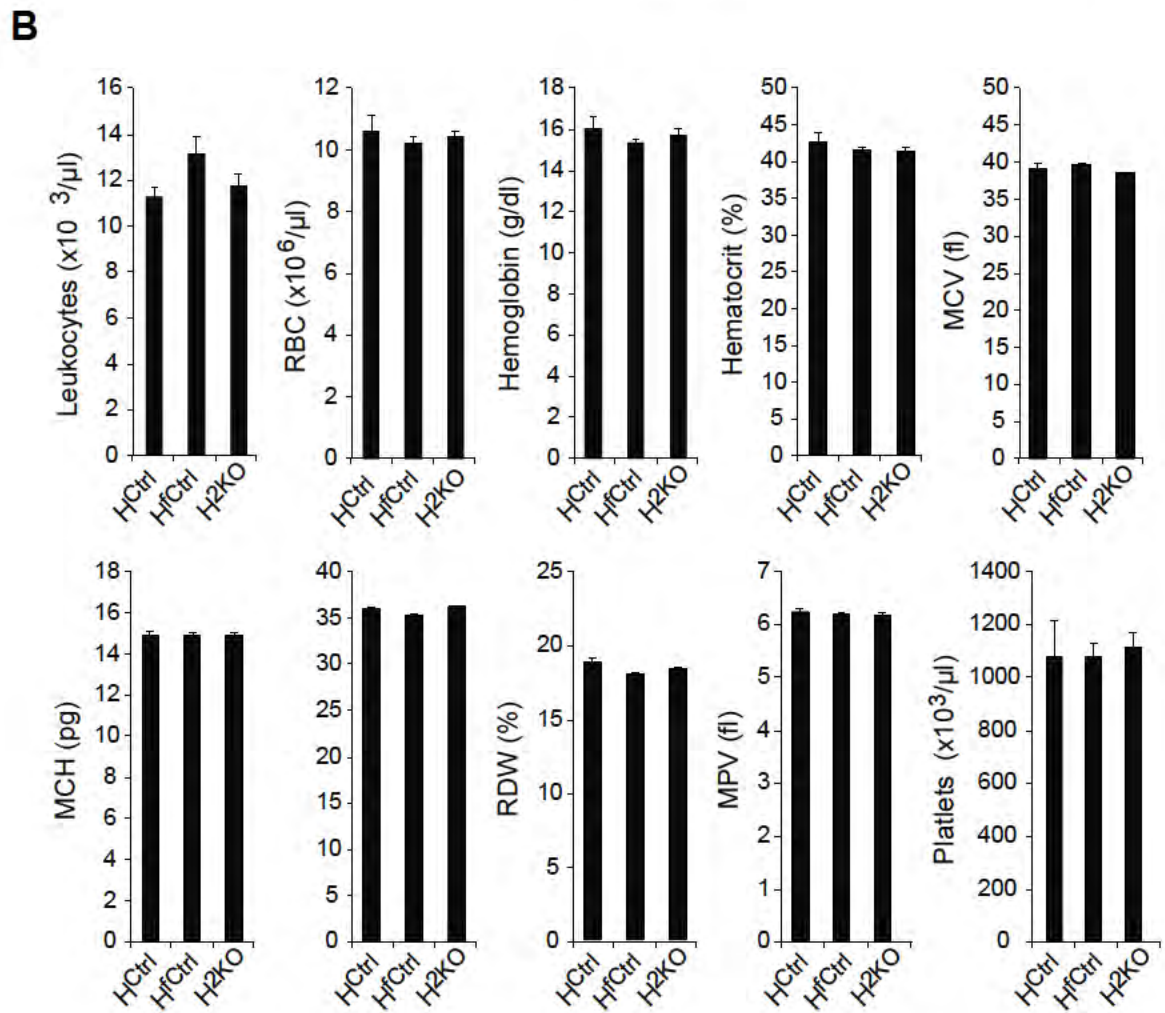 B
Leukocytes (x10 3/µl)
16
14
12
10
8
6
4
2
0
HCtrl
HfCtrl
H2KO
RBC (x10 6/µl)
12
10
8
6
4
2
0
HCtrl
HfCtrl
H2KO
Hemoglobin (g/dl)
18
16
14
12
10
8
6
4
2
0
HCtrl
HfCtrl
H2KO
Hematocrit (%)
50
45
40
35
30
25
20
15
10
5
0
HCtrl
HfCtrl
H2KO
MCV (fl)
50
45
40
35
30
25
20
15
10
5
0
HCtrl
HfCtrl
H2KO
MCH (pg)
18
16
14
12
10
8
6
4
2
0
HCtrl
HfCtrl
H2KO
40
35
30
25
20
15
10
5
0
HCtrl
HfCtrl
H2KO
RDW (%)
25
20
15
10
5
0
HCtrl
HfCtrl
H2KO
MPV (fl)
7
6
5
4
3
2
1
0
HCtrl
HfCtrl
H2KO
Platlets (x103/µl)
1400
1200
1000
800
600
400
200
0
HCtrl
HfCtrl
H2KO